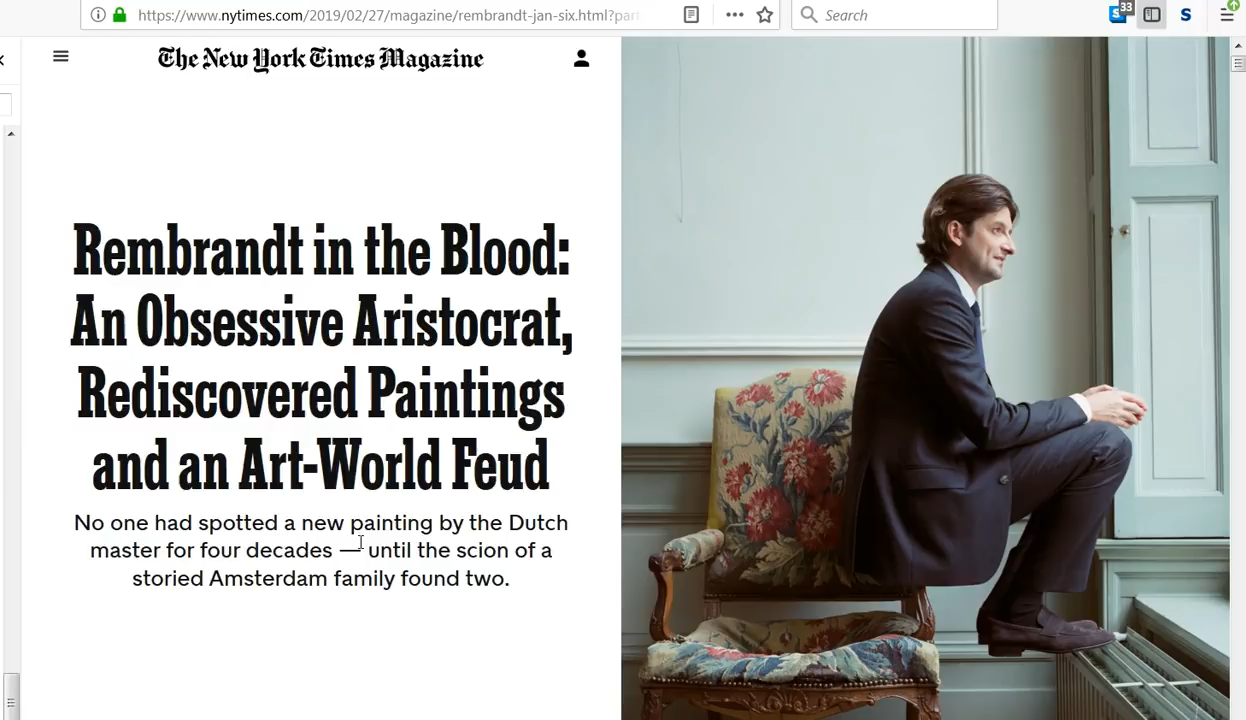 https://www.nytimes.com/2019/02/27/magazine/rembrandt-jan-six.html?part
Search
33
S
The New York Times Magazine
Rembrandt in the Blood:
An Obsessive Aristocrat,
Rediscovered Paintings
and an Art-World Feud
No one had spotted a new painting by the Dutch
master for four decades — until the scion of a
storied Amsterdam family found two.